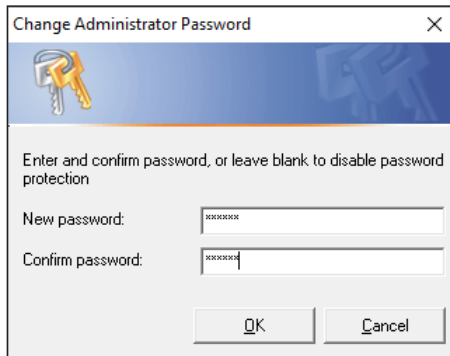 Change Administrator Password
Enter and confirm password, or leave blank to disable password
protection
New password: ******
Confirm password: ******
OK Cancel